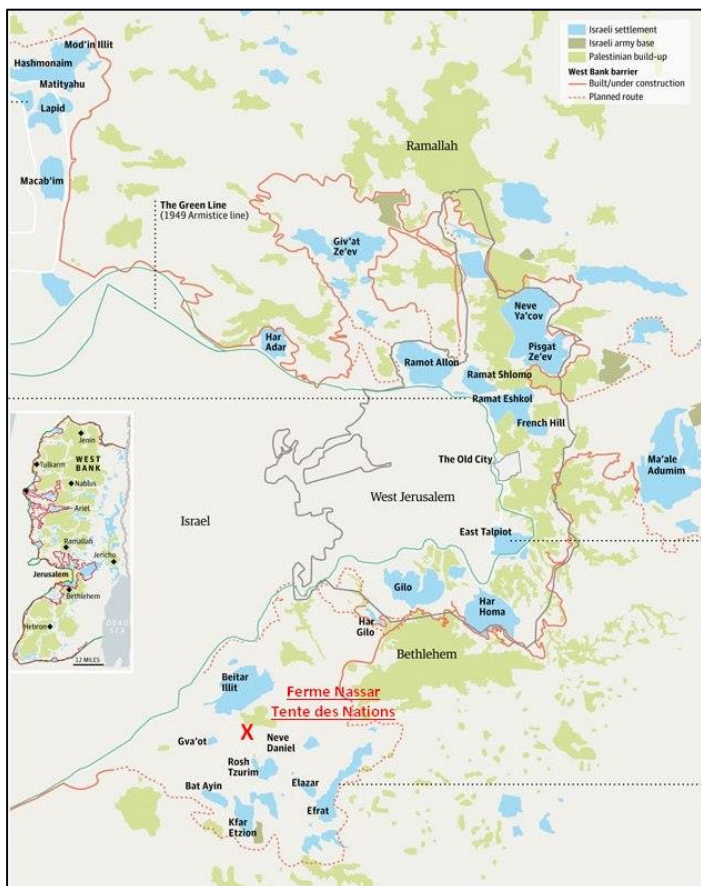 Israeli settlement
Israeli army base
Palestinian build-up
West Bank barrier
Built/under construction
Planned route
Mod'in Illit
Hashmonaim
Matityahu
Lapid
Macab'im
Ramallah
The Green Line
(1949 Armistice line)
Giv'at
Ze'ev
Har
Adar
Neve
Ya'cov
Pisgat
Ze'ev
Ramot Allon
Ramat Shlomo
Ramat Eshkol
French Hill
The Old City
Ma'ale
Adumim
West Jerusalem
Israel
East Talpiot
Jenin
WEST
BANK
Tulkarm
Nablus
Ariel
Ramallah
Jericho
Jerusalem
Bethlehem
Hebron
DEAD
SEA
12 MILES
Gilo
Har
Homa
Har
Gilo
Bethlehem
Beitar
Illit
Ferme Nassar
Tente des Nations
X
Gva'ot
Neve
Daniel
Rosh
Tzurim
Bat Ayin
Elazar
Efrat
Kfar
Etzion